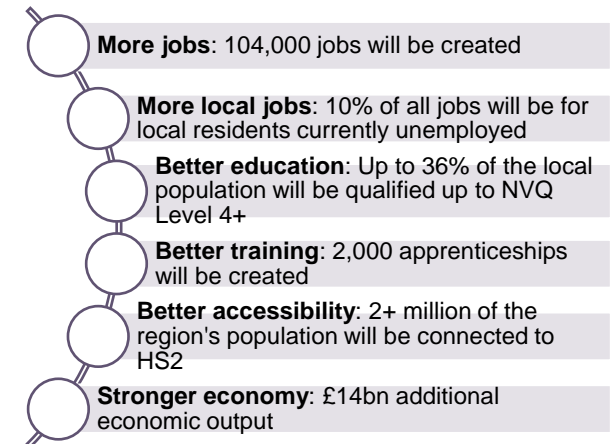 More jobs: 104,000 jobs will be created
More local jobs: 10% of all jobs will be for
local residents currently unemployed
Better education: Up to 36% of the local
population will be qualified up to NVQ
Level 4+
Better training: 2,000 apprenticeships
will be created
Better accessibility: 2+ million of the
region's population will be connected to
HS2
Stronger economy: £14bn additional
economic output